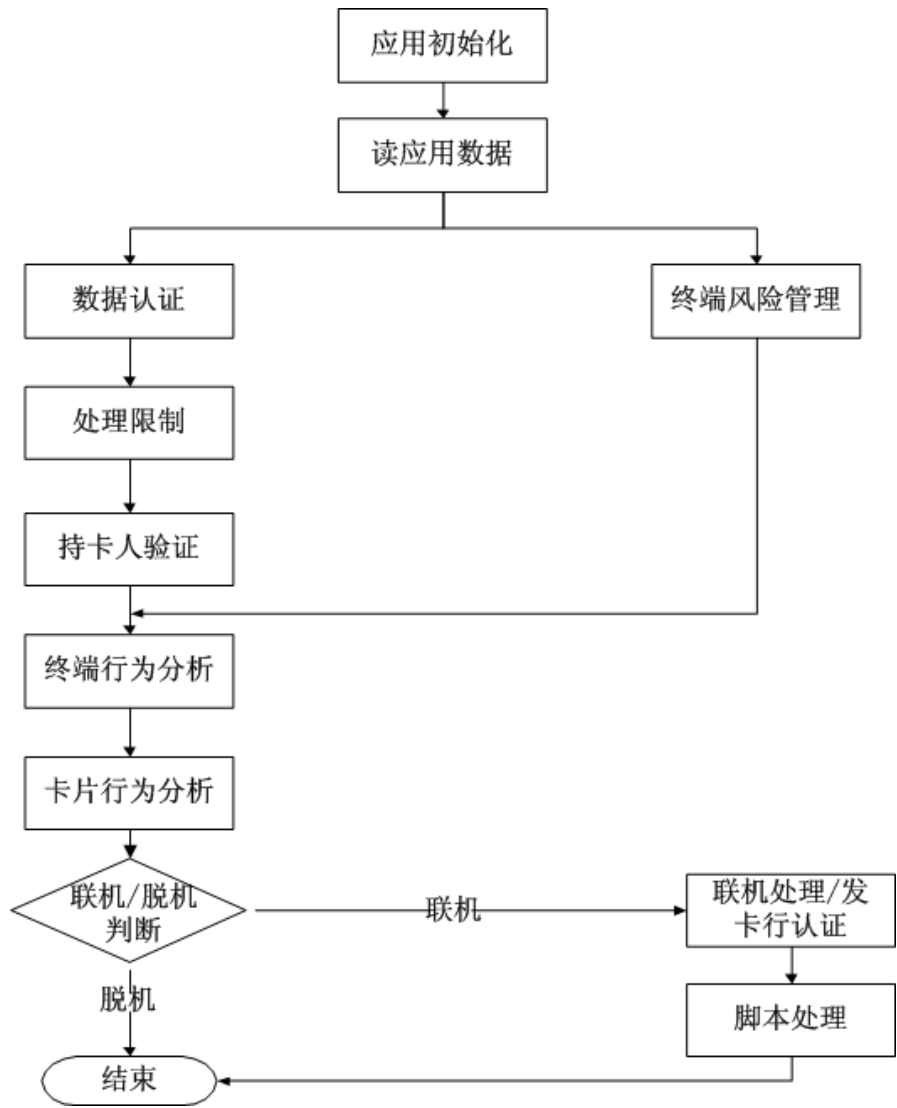 应用初始化
读应用数据
数据认证
终端风险管理
处理限制
持卡人验证
终端行为分析
卡片行为分析
联机/脱机
判断
联机
联机处理/发
卡行认证
脱机
脚本处理
结束